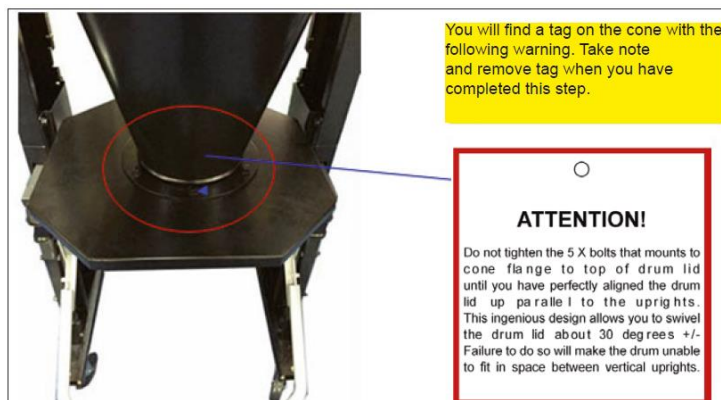 You will find a tag on the cone with the
following warning. Take note
and remove tag when you have
completed this step.
ATTENTION!
Do not tighten the 5 X bolts that mounts to
cone flange to top of drum lid
until you have perfectly aligned the drum
lid up paralle l to the uprights.
This ingenious design allows you to swivel
the drum lid about 30 degrees +/-
Failure to do so will make the drum unable
to fit in space between vertical uprights.